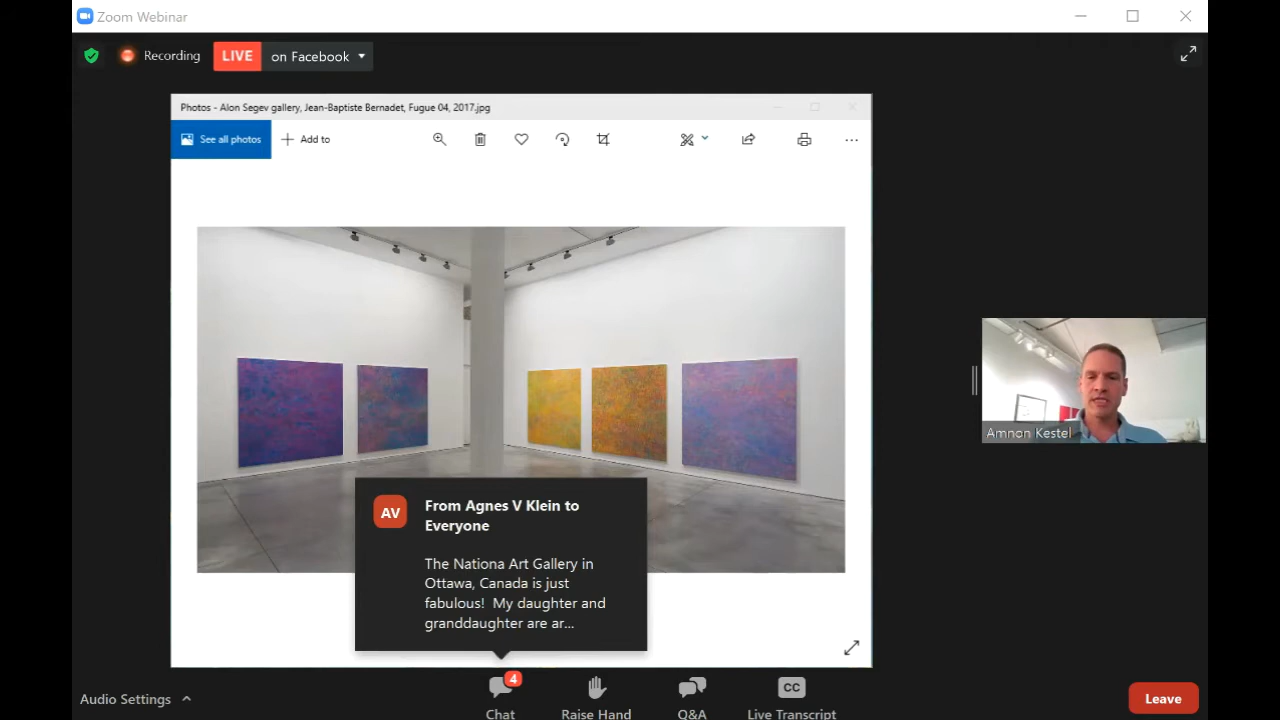 Zoom Webinar
Recording
LIVE
on Facebook
Photos - Alon Segev gallery, Jean-Baptiste Bernadet, Fugue 04, 2017.jpg
See all photos
Add to
Amnon Kestel
AV
From Agnes V Klein to
Everyone
The Nationa Art Gallery in
Ottawa, Canada is just
fabulous!  My daughter and
granddaughter are ar...
Audio Settings
4
Chat
Raise Hand
Q&A
CC
Live Transcript
Leave